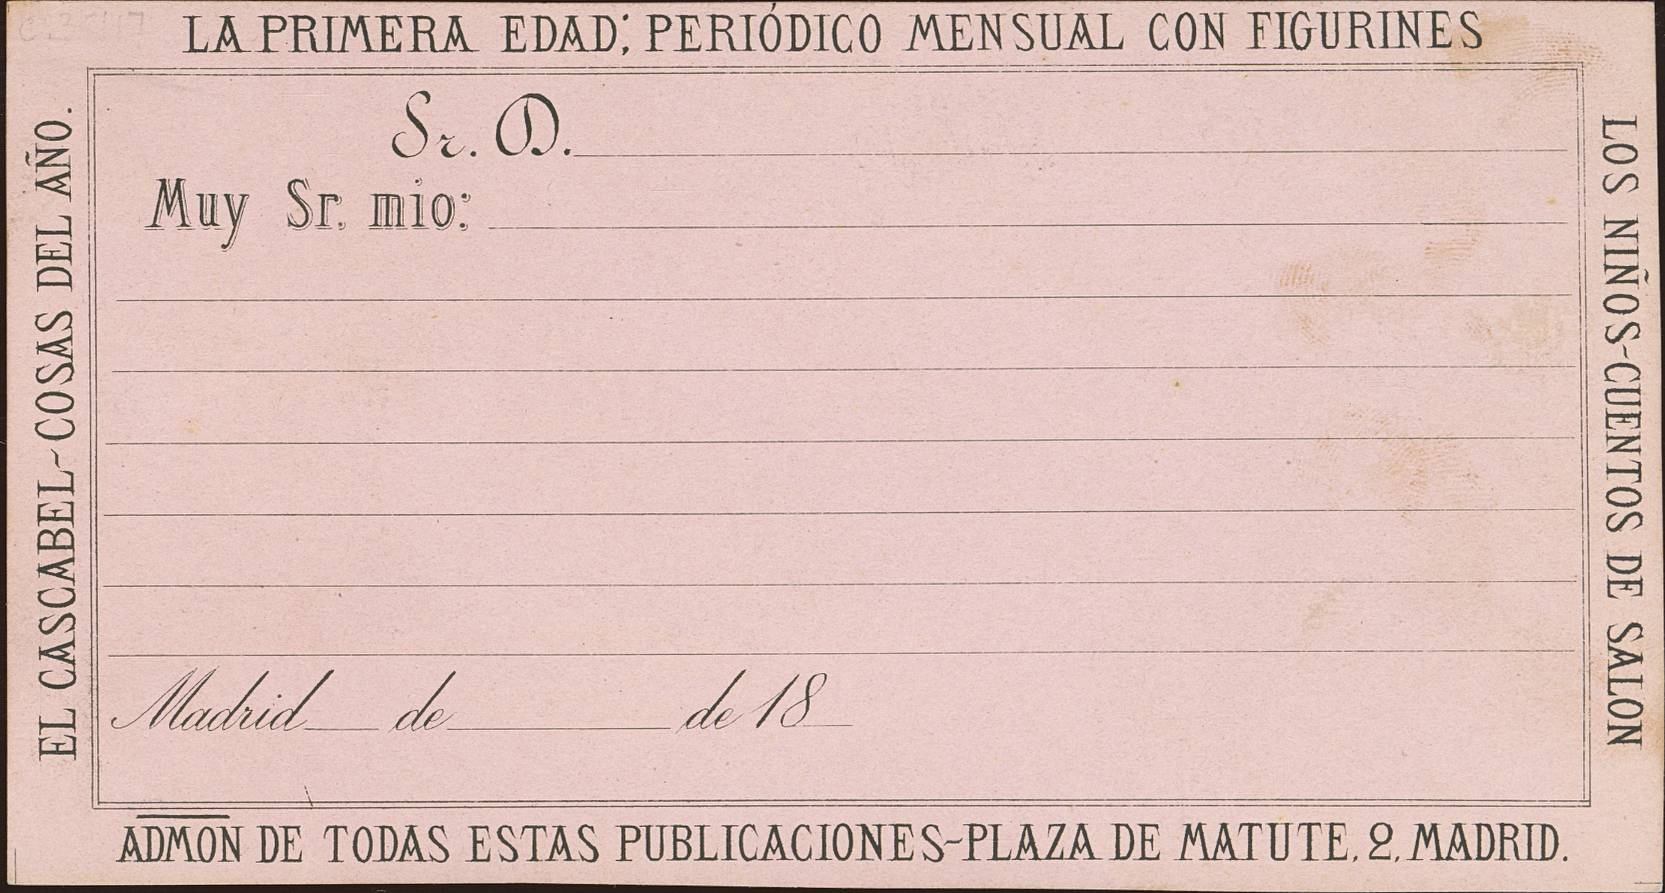 LA PRIMERA EDAD; PERIÓDICO MENSUAL CON FIGURINES
EL CASCABEL-COSAS DEL AÑO.
Sr. D.
Muy Sr. mio:
Madrid de de 18
LOS NIÑOS-CUENTOS DE SALON
ADMON DE TODAS ESTAS PUBLICACIONES-PLAZA DE MATUTE, 2, MADRID.